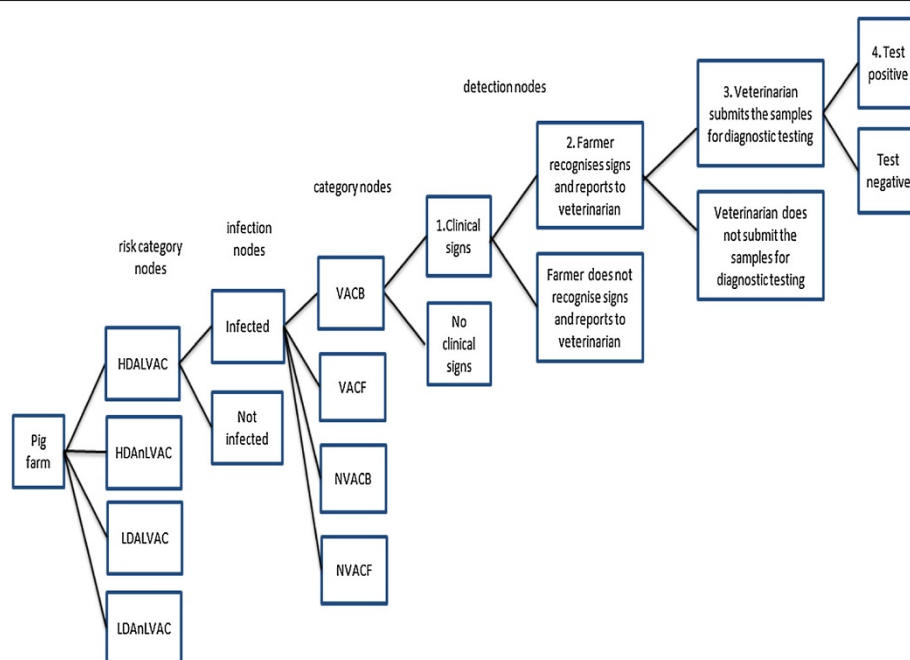 4. Test
positive
detection nodes
3. Veterinarian
submits the samples
for diagnostic testing
2. Farmer
recognises signs
and reports to
veterinarian
Test
negative
category nodes
1.Clinical
signs
Veterinarian does
not submit the
samples for
diagnostic testing
infection
nodes
risk category
nodes
VACB
Farmer does not
recognise signs
and reports to
veterinarian
Infected
No
clinical
signs
HDALVAC
VACF
Not
infected
Pig
farm
HDAnLVAC
NVACB
LDALVAC
NVACF
LDAnLVAC